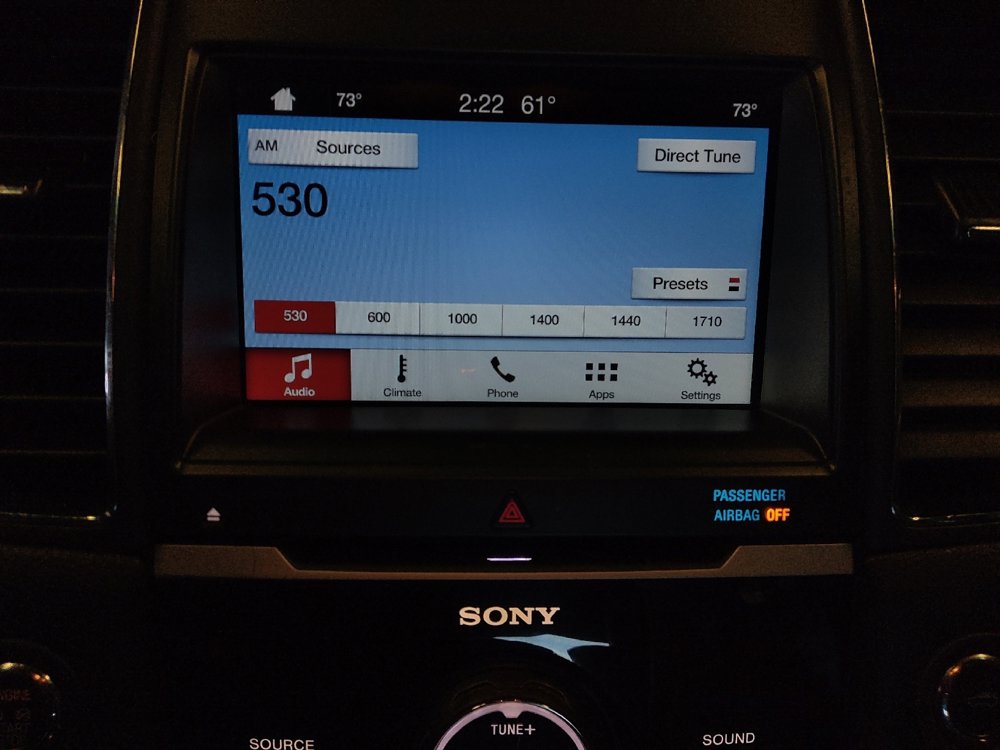 73° 2:22 61° 73°
AM Sources Direct Tune
530
Presets
530 600 1000 1400 1440 1710
Audio Climate Phone Apps Settings
PASSENGER
AIRBAG OFF
SONY
ENGINE
TUNE+
SOURCE SOUND